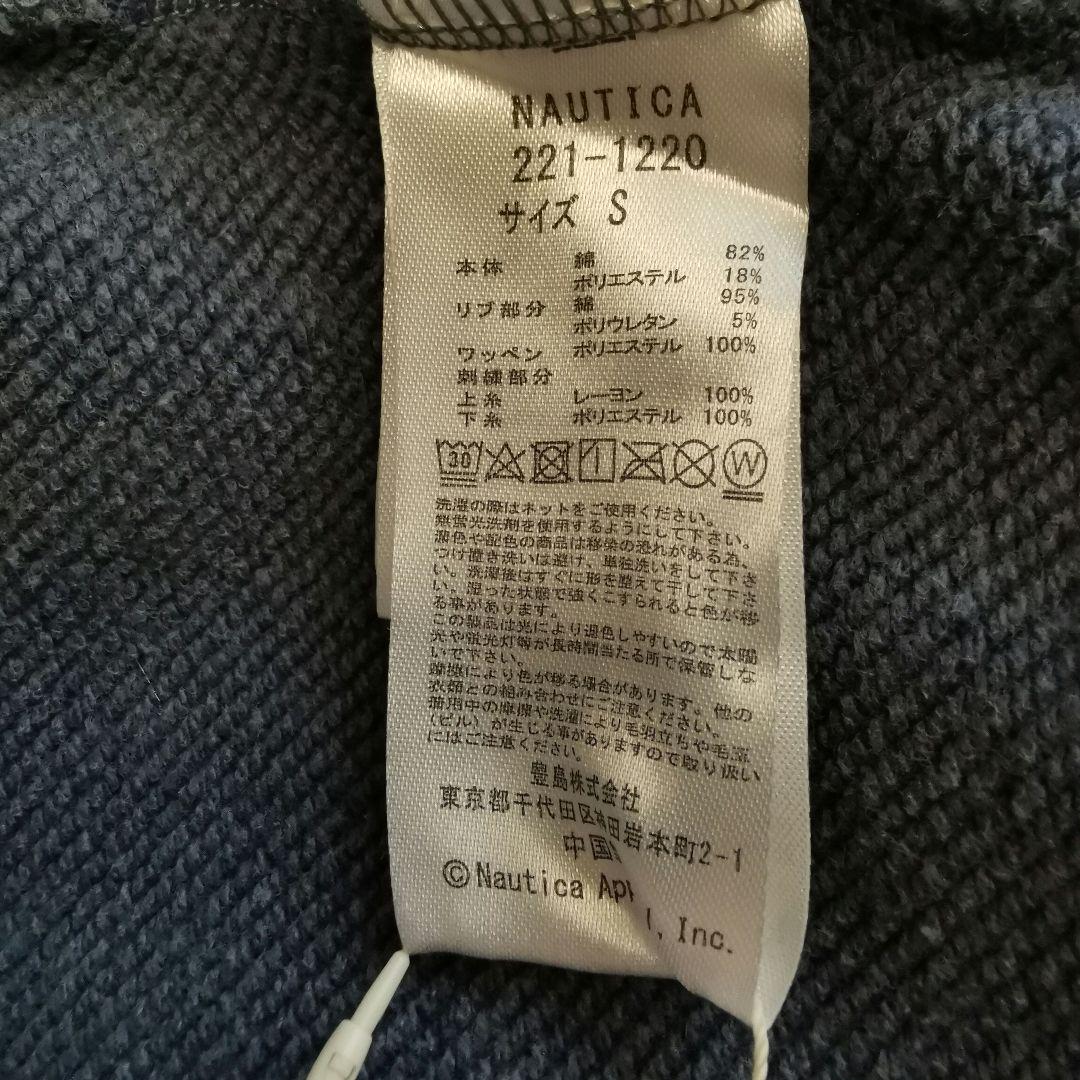 NAUTICA
221-1220
サイズ S
本体 綿 82%
ポリエステル 18%
リブ部分 綿 95%
ポリウレタン 5%
ワッペン ポリエステル 100%
刺繍部分
上糸 レーヨン 100%
下糸 ポリエステル 100%
30
W
洗濯の際はネットをご使用ください。
無蛍光洗剤を使用するようにして下さい。
濃色や配色の商品は移染の恐れがある為、
つけ置き洗いは避け、単独洗いをして下さ
い。洗濯後はすぐに形を整えて干して下さ
い。湿った状態で強くこすられると色が移
る事があります。
この製品は光により退色しやすいので太陽
光や蛍光灯等が長時間当たる所で保管しな
いで下さい。
摩擦により色が移る場合があります。他の
衣類との組み合わせにご注意ください。
着用中の摩擦や洗濯により毛羽立ちや毛玉
(ピル)が生じる事がありますので取り扱い
にはご注意ください。
豊島株式会社
東京都千代田区 岩本町2-1
中国
©Nautica Inc.